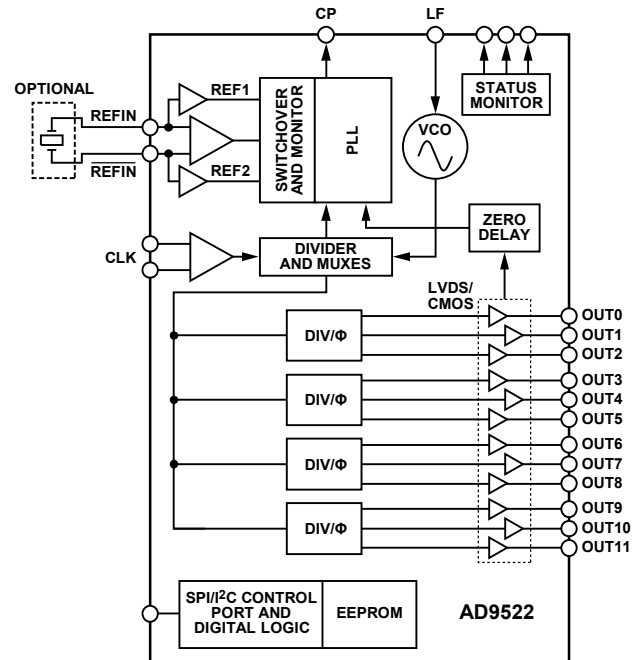 CP
LF
OPTIONAL
REFIN
REFIN
REF1
REF2
SWITCHOVER
AND MONITOR
PLL
VCO
STATUS
MONITOR
ZERO
DELAY
CLK
DIVIDER
AND MUXES
LVDS/
CMOS
DIV/Φ
OUT0
OUT1
OUT2
DIV/Φ
OUT3
OUT4
OUT5
DIV/Φ
OUT6
OUT7
OUT8
DIV/Φ
OUT9
OUT10
OUT11
SPI/I²C CONTROL
PORT AND
DIGITAL LOGIC
EEPROM
AD9522